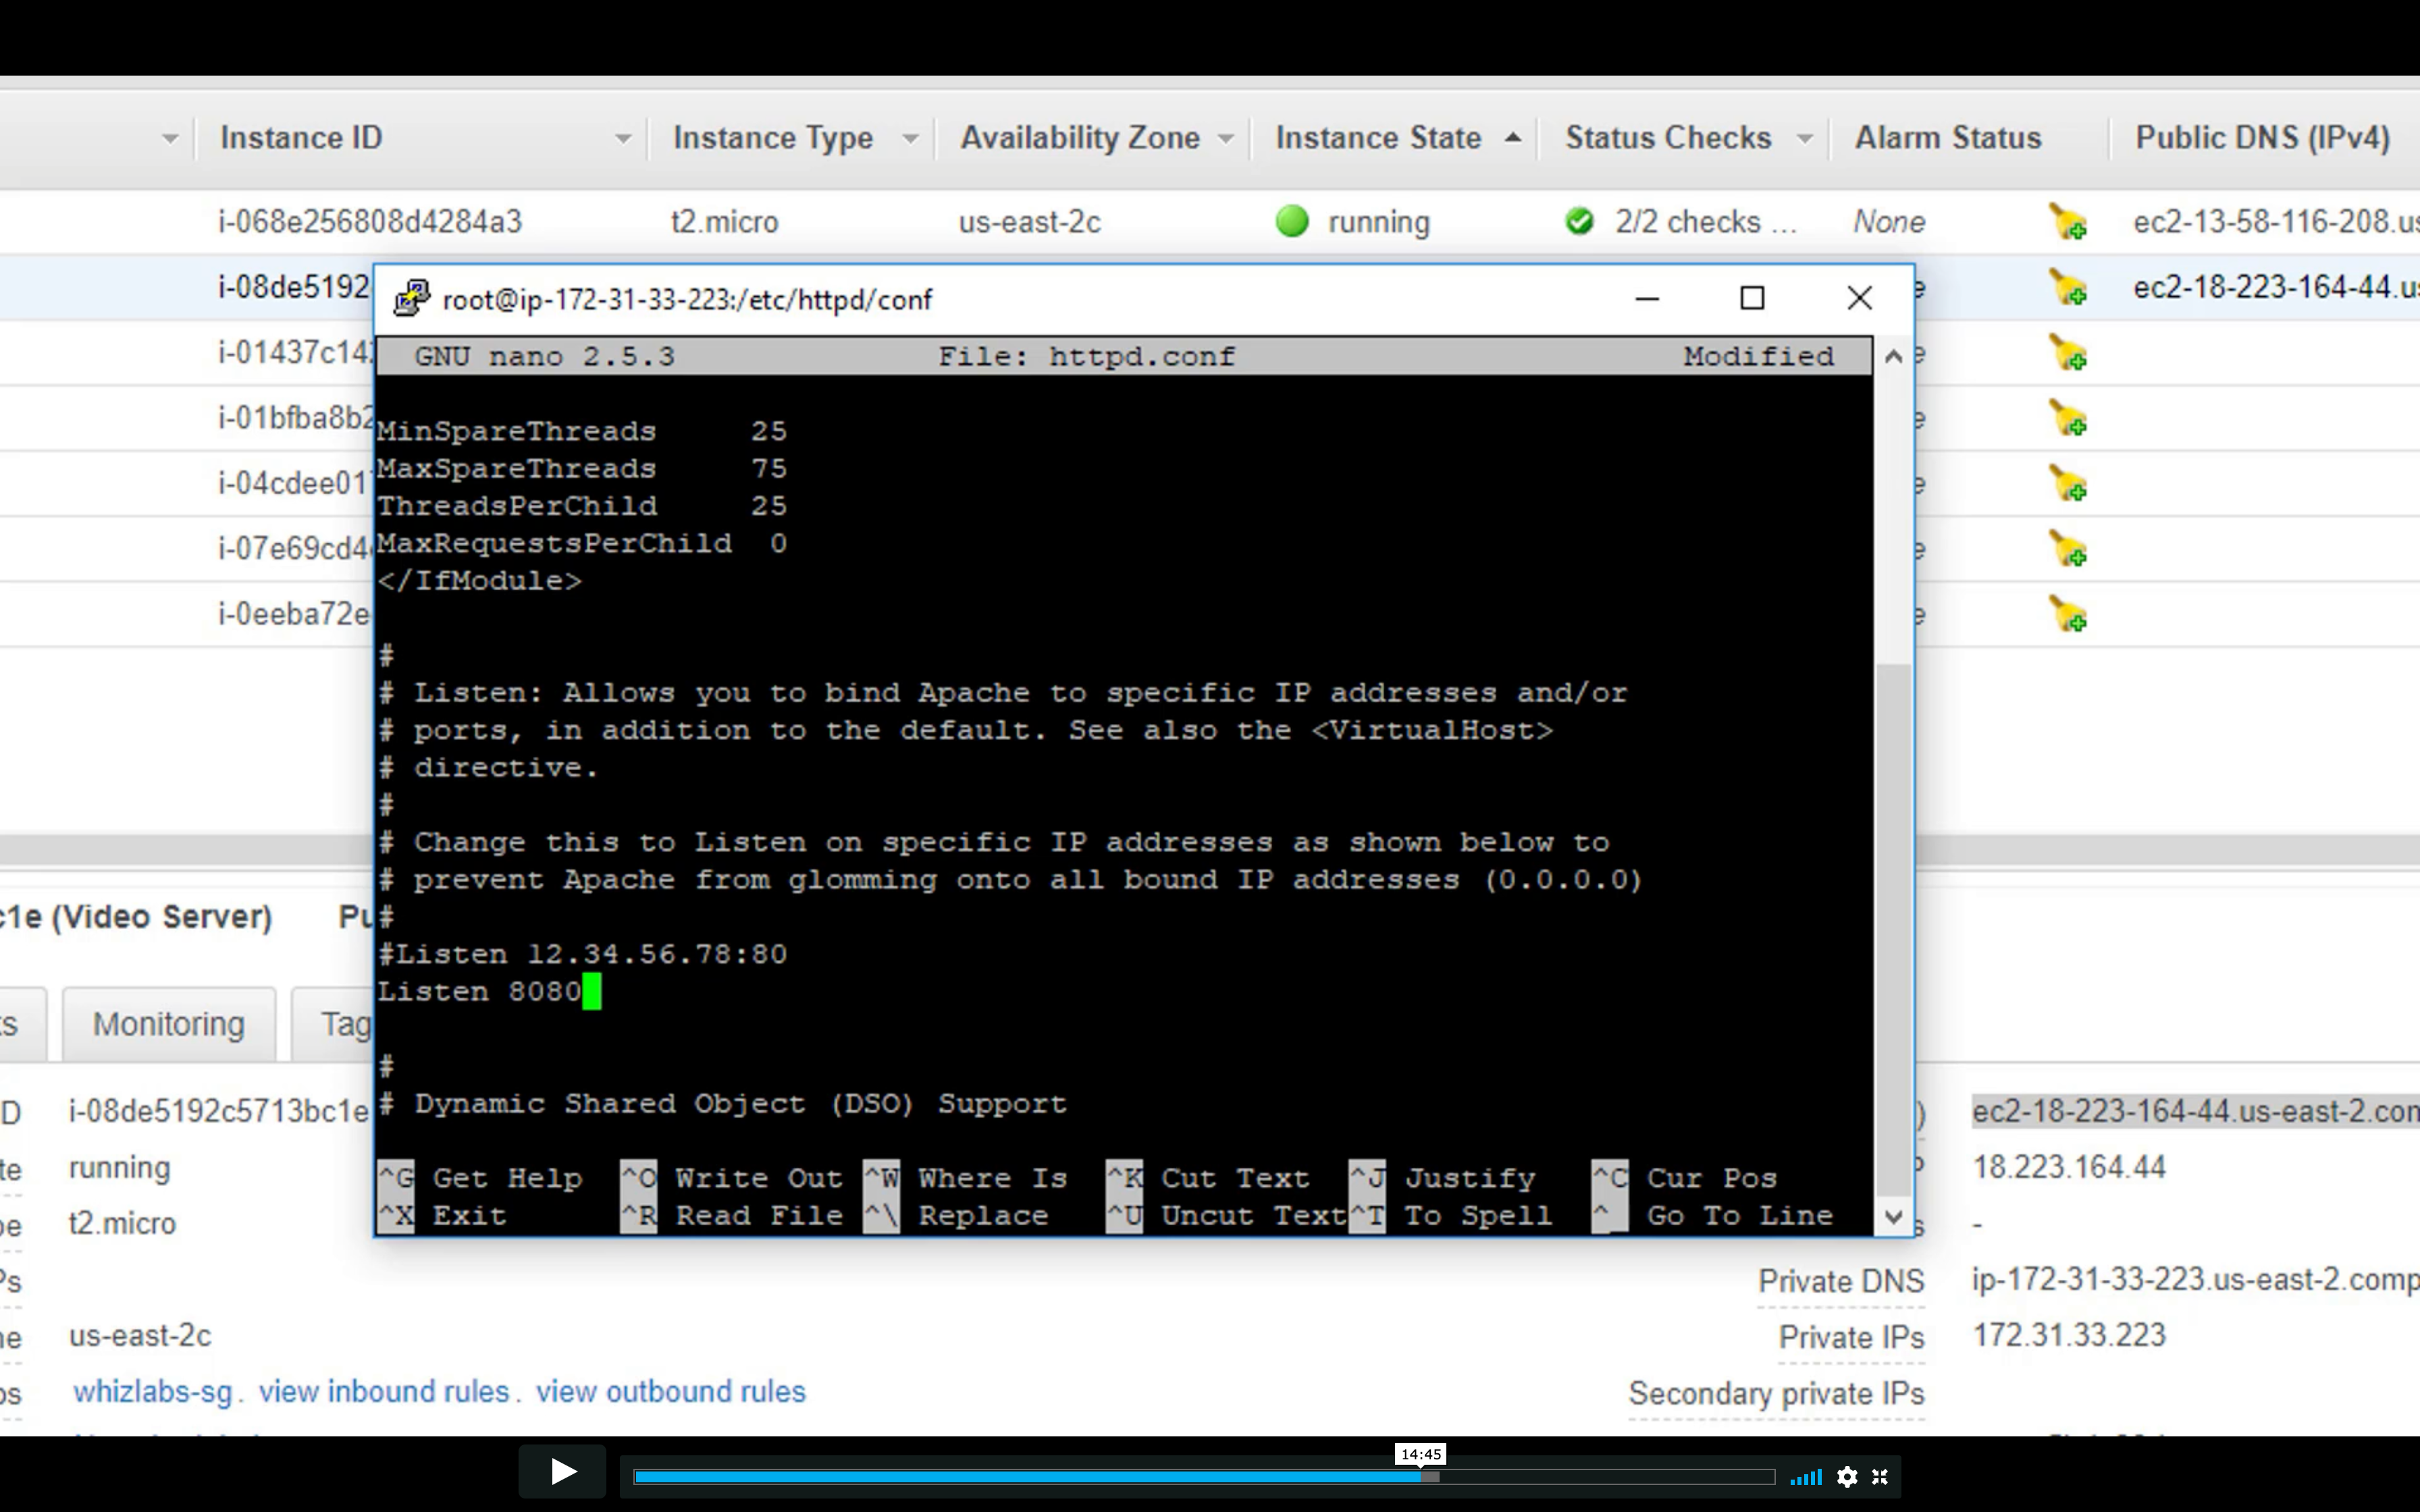 Instance ID Instance Type Availability Zone Instance State Status Checks Alarm Status Public DNS (IPv4)
i-068e256808d4284a3 t2.micro us-east-2c running 2/2 checks ... None ec2-13-58-116-208.us
i-08de5192 e ec2-18-223-164-44.us
i-01437c14 e
i-01bfba8b2 e
i-04cdee01 e
i-07e69cd4 e
i-0eeba72e e
root@ip-172-31-33-223:/etc/httpd/conf
GNU nano 2.5.3 File: httpd.conf Modified
MinSpareThreads 25
MaxSpareThreads 75
ThreadsPerChild 25
MaxRequestsPerChild 0
</IfModule>
#
# Listen: Allows you to bind Apache to specific IP addresses and/or
# ports, in addition to the default. See also the <VirtualHost>
# directive.
#
# Change this to Listen on specific IP addresses as shown below to
# prevent Apache from glomming onto all bound IP addresses (0.0.0.0)
#
#Listen 12.34.56.78:80
Listen 8080
#
# Dynamic Shared Object (DSO) Support
^G Get Help ^O Write Out ^W Where Is ^K Cut Text ^J Justify ^C Cur Pos
^X Exit ^R Read File ^\ Replace ^U Uncut Text ^T To Spell ^_ Go To Line
c1e (Video Server) Pu
ts Monitoring Tag
D i-08de5192c5713bc1e ) ec2-18-223-164-44.us-east-2.com
te running P 18.223.164.44
pe t2.micro s -
Ps Private DNS ip-172-31-33-223.us-east-2.comp
ne us-east-2c Private IPs 172.31.33.223
ps whizlabs-sg . view inbound rules . view outbound rules Secondary private IPs
14:45